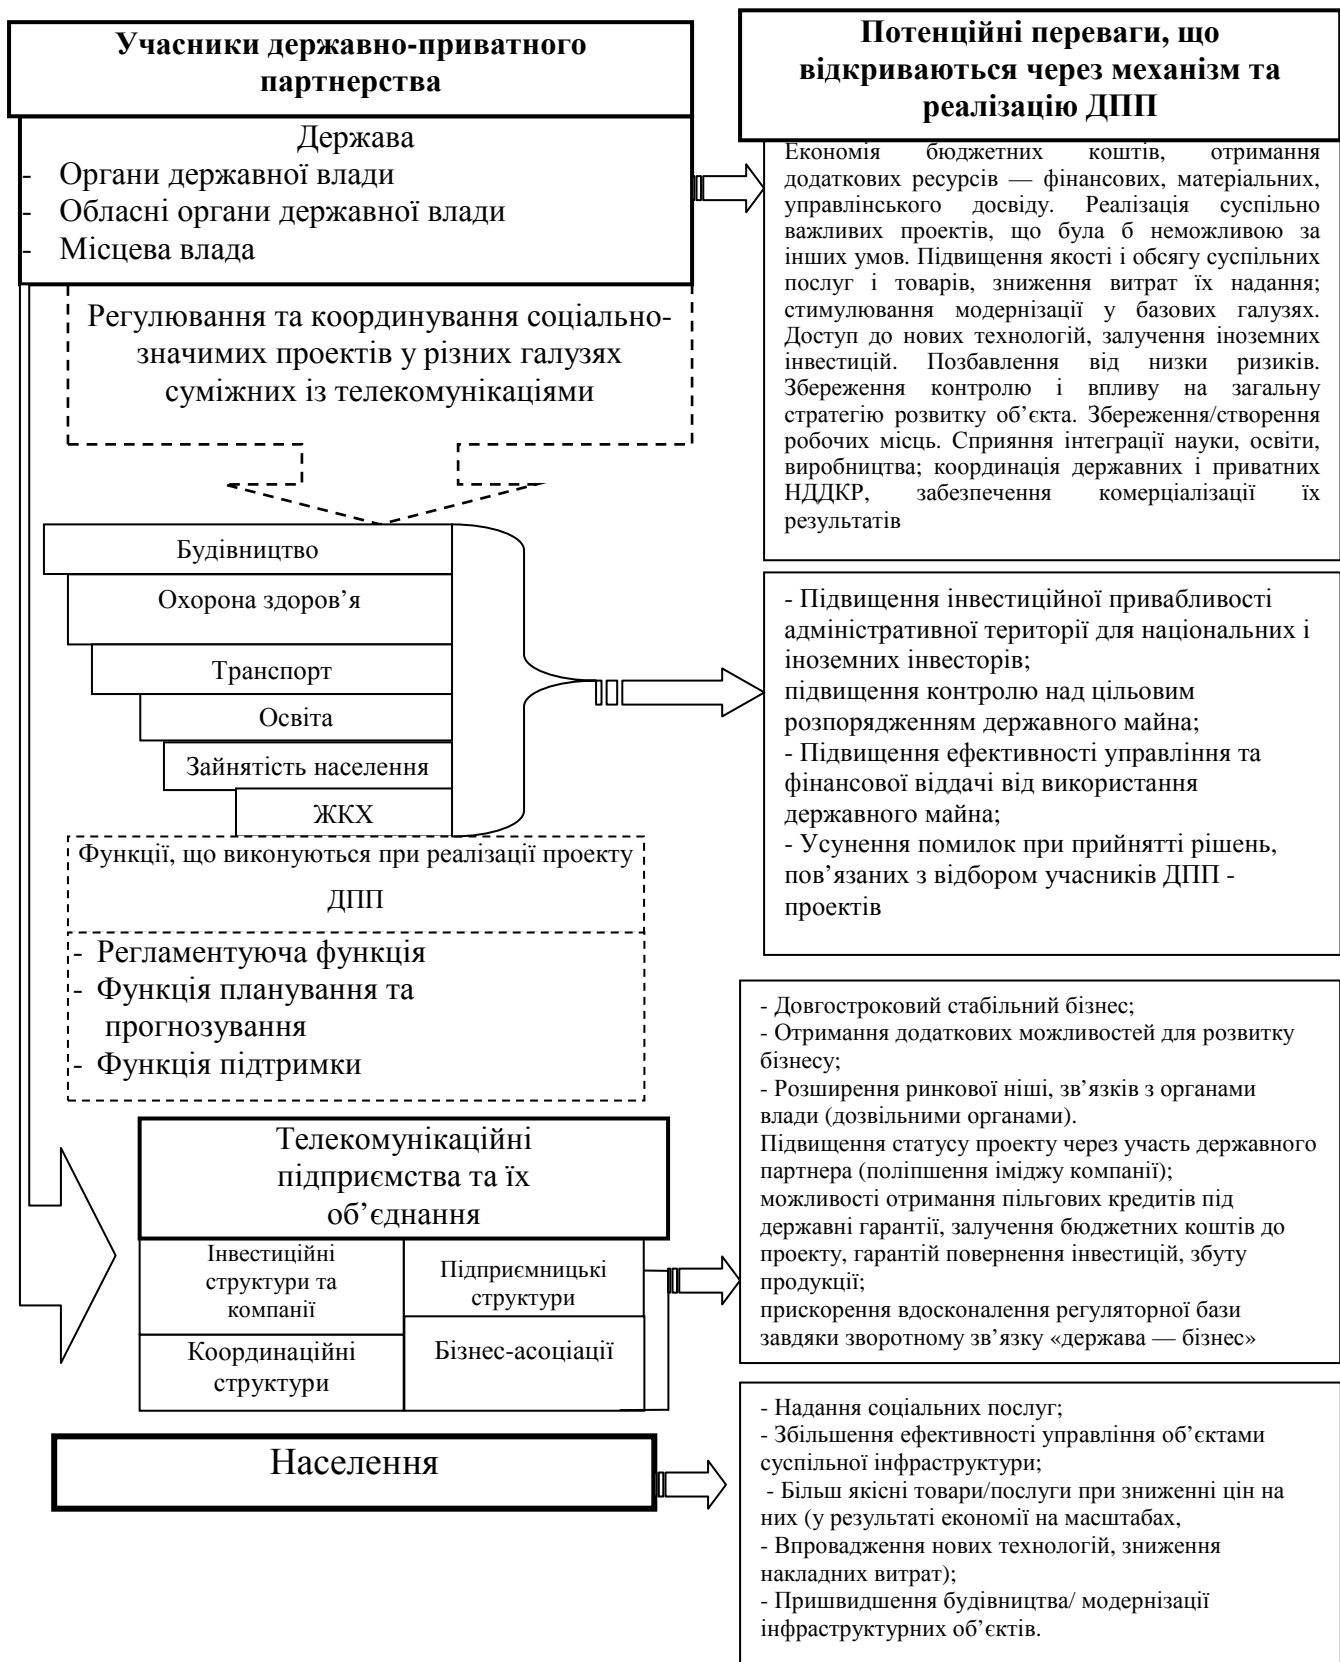 Учасники державно-приватного
партнерства
Держава
- Органи державної влади
- Обласні органи державної влади
- Місцева влада
Регулювання та координування соціально-
значимих проектів у різних галузях
суміжних із телекомунікаціями
Будівництво
Охорона здоров’я
Транспорт
Освіта
Зайнятість населення
ЖКХ
Функції, що виконуються при реалізації проекту
ДПП
- Регламентуюча функція
- Функція планування та
прогнозування
- Функція підтримки
Телекомунікаційні
підприємства та їх
об’єднання
Інвестиційні
структури та
компанії
Підприємницькі
структури
Координаційні
структури
Бізнес-асоціації
Населення
Потенційні переваги, що
відкриваються через механізм та
реалізацію ДПП
Економія бюджетних коштів, отримання
додаткових ресурсів — фінансових, матеріальних,
управлінського досвіду. Реалізація суспільно
важливих проектів, що була б неможливою за
інших умов. Підвищення якості і обсягу суспільних
послуг і товарів, зниження витрат їх надання;
стимулювання модернізації у базових галузях.
Доступ до нових технологій, залучення іноземних
інвестицій. Позбавлення від низки ризиків.
Збереження контролю і впливу на загальну
стратегію розвитку об’єкта. Збереження/створення
робочих місць. Сприяння інтеграції науки, освіти,
виробництва; координація державних і приватних
НДДКР, забезпечення комерціалізації їх
результатів
- Підвищення інвестиційної привабливості
адміністративної території для національних і
іноземних інвесторів;
підвищення контролю над цільовим
розпорядженням державного майна;
- Підвищення ефективності управління та
фінансової віддачі від використання
державного майна;
- Усунення помилок при прийнятті рішень,
пов’язаних з відбором учасників ДПП -
проектів
- Довгостроковий стабільний бізнес;
- Отримання додаткових можливостей для розвитку
бізнесу;
- Розширення ринкової ніші, зв’язків з органами
влади (дозвільними органами).
Підвищення статусу проекту через участь державного
партнера (поліпшення іміджу компанії);
можливості отримання пільгових кредитів під
державні гарантії, залучення бюджетних коштів до
проекту, гарантій повернення інвестицій, збуту
продукції;
прискорення вдосконалення регуляторної бази
завдяки зворотному зв’язку «держава — бізнес»
- Надання соціальних послуг;
- Збільшення ефективності управління об’єктами
суспільної інфраструктури;
- Більш якісні товари/послуги при зниженні цін на
них (у результаті економії на масштабах,
- Впровадження нових технологій, зниження
накладних витрат);
- Пришвидшення будівництва/ модернізації
інфраструктурних об’єктів.